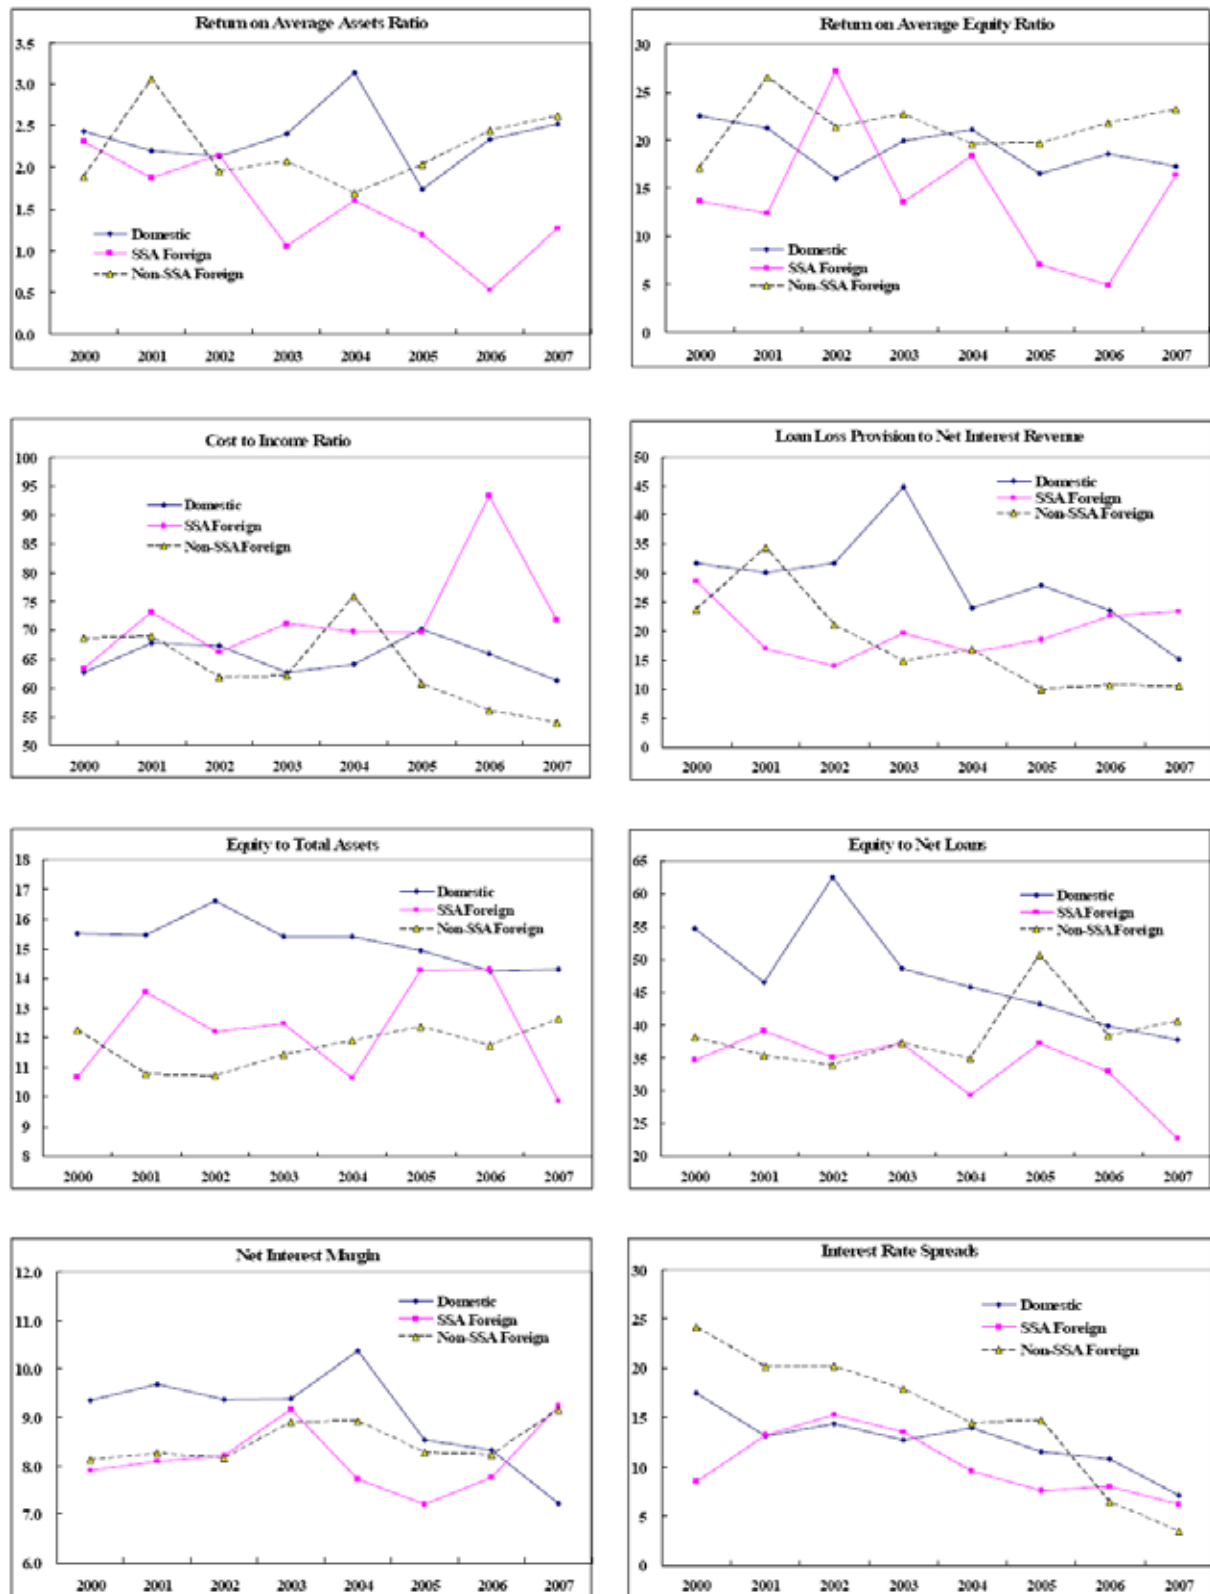 Return on Average Assets Ratio
3.5
3.0
2.5
2.0
1.5
1.0
0.5
0.0
Domestic
SSA Foreign
Non-SSA Foreign
2000 2001 2002 2003 2004 2005 2006 2007
Return on Average Equity Ratio
30
25
20
15
10
5
0
Domestic
SSA Foreign
Non-SSA Foreign
2000 2001 2002 2003 2004 2005 2006 2007
Cost to Income Ratio
100
95
90
85
80
75
70
65
60
55
50
Domestic
SSA Foreign
Non-SSA Foreign
2000 2001 2002 2003 2004 2005 2006 2007
Loan Loss Provision to Net Interest Revenue
50
45
40
35
30
25
20
15
10
5
0
Domestic
SSA Foreign
Non-SSA Foreign
2000 2001 2002 2003 2004 2005 2006 2007
Equity to Total Assets
18
17
16
15
14
13
12
11
10
9
8
Domestic
SSA Foreign
Non-SSA Foreign
2000 2001 2002 2003 2004 2005 2006 2007
Equity to Net Loans
65
60
55
50
45
40
35
30
25
20
Domestic
SSA Foreign
Non-SSA Foreign
2000 2001 2002 2003 2004 2005 2006 2007
Net Interest Margin
12.0
11.0
10.0
9.0
8.0
7.0
6.0
Domestic
SSA Foreign
Non-SSA Foreign
2000 2001 2002 2003 2004 2005 2006 2007
Interest Rate Spreads
30
25
20
15
10
5
0
Domestic
SSA Foreign
Non-SSA Foreign
2000 2001 2002 2003 2004 2005 2006 2007